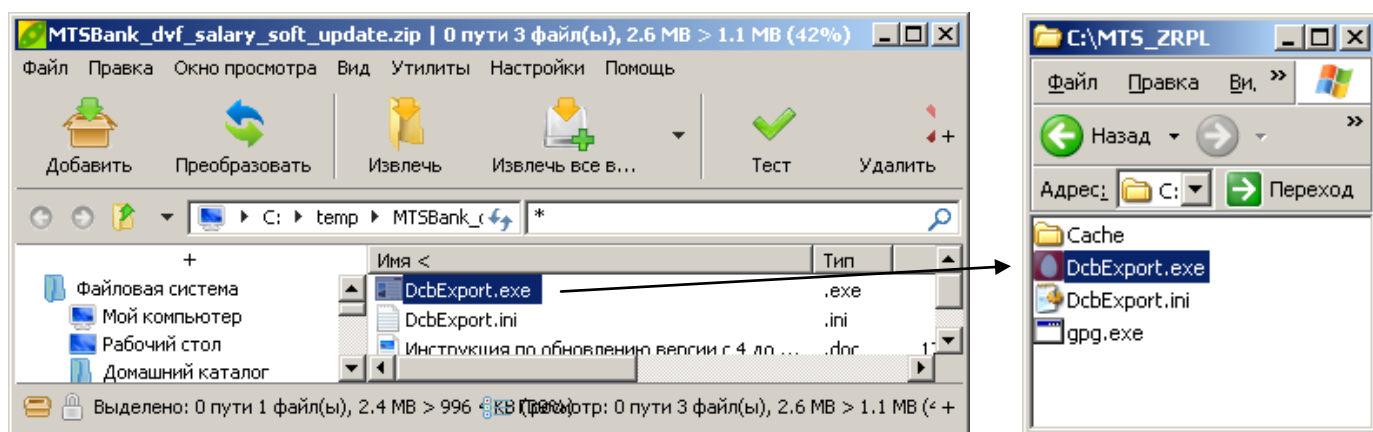 MTSBank_dvf_salary_soft_update.zip | 0 пути 3 файл(ы), 2.6 MB > 1.1 MB (42%)
Файл Правка Окно просмотра Вид Утилиты Настройки Помощь
Добавить Преобразовать Извлечь Извлечь все в... Тест Удалить
C: temp MTSBank_ *
+
Файловая система
Мой компьютер
Рабочий стол
Домашний каталог
Имя < Тип
DcbExport.exe .exe
DcbExport.ini .ini
Инструкция по обновлению версии с 4 до ... .doc
Выделено: 0 пути 1 файл(ы), 2.4 MB > 996 0 пути 3 файл(ы), 2.6 MB > 1.1 MB
C:\MTS_ZRPL
Файл Правка Ви, »
Назад »
Адрес: C: Переход
Cache
DcbExport.exe
DcbExport.ini
gpg.exe